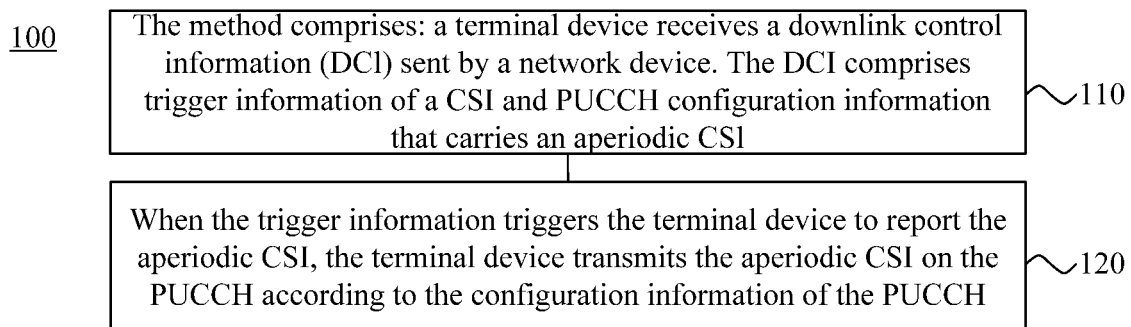 100
The method comprises: a terminal device receives a downlink control
information (DCl) sent by a network device. The DCI comprises
trigger information of a CSI and PUCCH configuration information
that carries an aperiodic CSl
110
When the trigger information triggers the terminal device to report the
aperiodic CSI, the terminal device transmits the aperiodic CSI on the
PUCCH according to the configuration information of the PUCCH
120